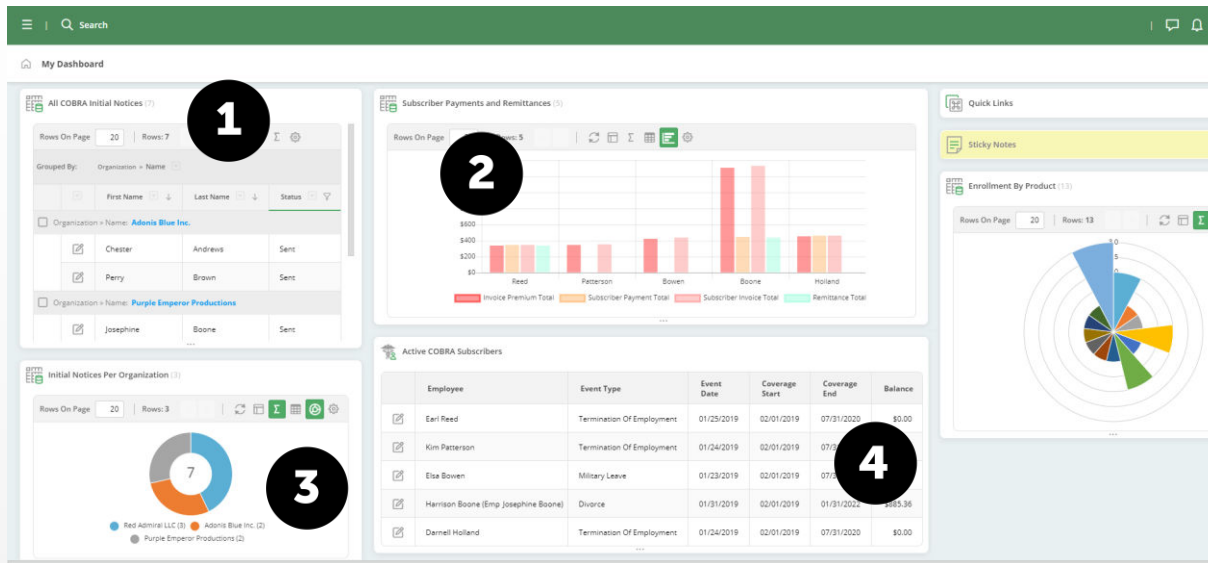 Search
My Dashboard
All COBRA Initial Notices (7)
1
Rows On Page 20 Rows: 7
Grouped By: Organization » Name
First Name Last Name Status
Organization » Name: Adonis Blue Inc.
Chester Andrews Sent
Perry Brown Sent
Organization » Name: Purple Emperor Productions
Josephine Boone Sent
Initial Notices Per Organization (3)
Rows On Page 20 Rows: 3
7
3
Red Admiral LLC (3) Adonis Blue Inc. (2)
Purple Emperor Productions (2)
Subscriber Payments and Remittances (5)
Rows On Page Rows: 5
2
$600
$400
$200
$0
Reed Patterson Bowen Boone Holland
Invoice Premium Total Subscriber Payment Total Subscriber Invoice Total Remittance Total
Active COBRA Subscribers
Employee Event Type Event Date Coverage Start Coverage End Balance
Earl Reed Termination Of Employment 01/25/2019 02/01/2019 07/31/2020 $0.00
Kim Patterson Termination Of Employment 01/24/2019 02/01/2019
Elsa Bowen Military Leave 01/23/2019 02/01/2019
4
Harrison Boone (Emp Josephine Boone) Divorce 01/31/2019 02/01/2019 01/31/2022
Darnell Holland Termination Of Employment 01/24/2019 02/01/2019 07/31/2020 $0.00
Quick Links
Sticky Notes
Enrollment By Product (13)
Rows On Page 20 Rows: 13